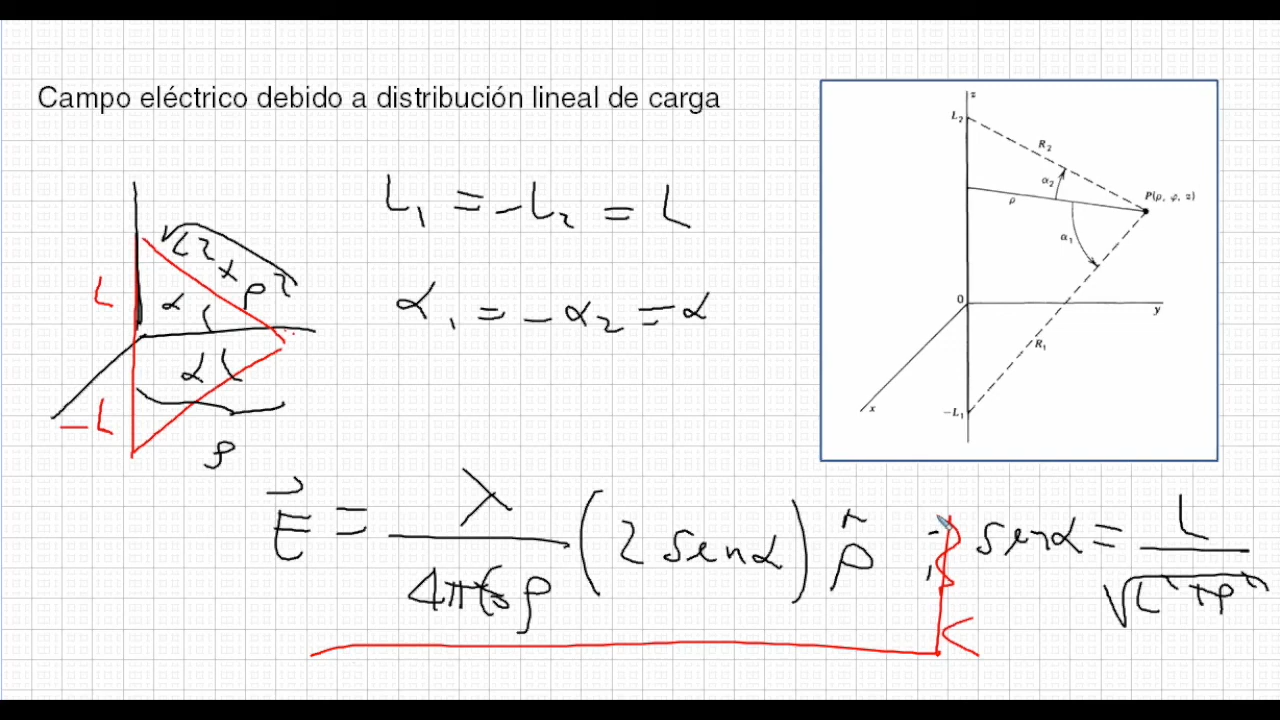 Campo eléctrico debido a distribución lineal de carga
L₁ = -L₂ = L
α₁ = -α₂ = α
√L² + ρ²
L
α
α
-L
ρ
z
L₂
R₂
α₂
P(ρ, φ, z)
ρ
α₁
0
y
R₁
x
-L₁
E⃗ = λ / 4πε₀ρ (2 sen α) ρ̂ ; sen α = L / √L² + ρ²